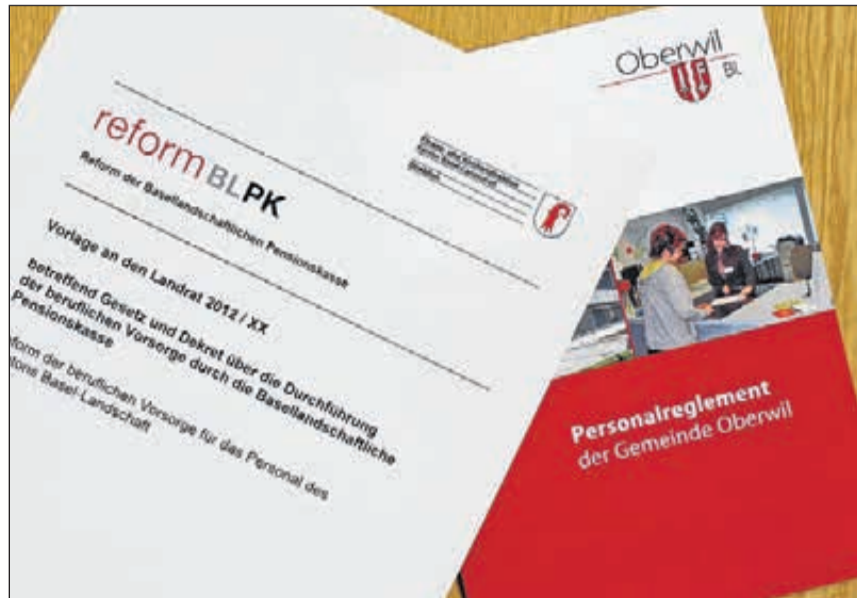 reform BLPK
Reform der Basellandschaftlichen Pensionskasse
Vorlage an den Landrat 2012 / XX
betreffend Gesetz und Dekret über die Durchführung
der beruflichen Vorsorge durch die Basellandschaftliche
Pensionskasse
form der beruflichen Vorsorge für das Personal des
tons Basel-Landschaft
Oberwil
BL
Personalreglement
der Gemeinde Oberwil